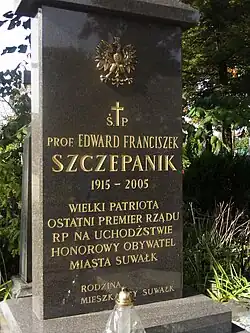 Ś † P
PROF. EDWARD FRANCISZEK
SZCZEPANIK
1915 - 2005
WIELKI PATRIOTA
OSTATNI PREMIER RZĄDU
RP NA UCHODŹSTWIE
HONOROWY OBYWATEL
MIASTA SUWAŁK
RODZINA
MIESZKAŃCY SUWAŁK